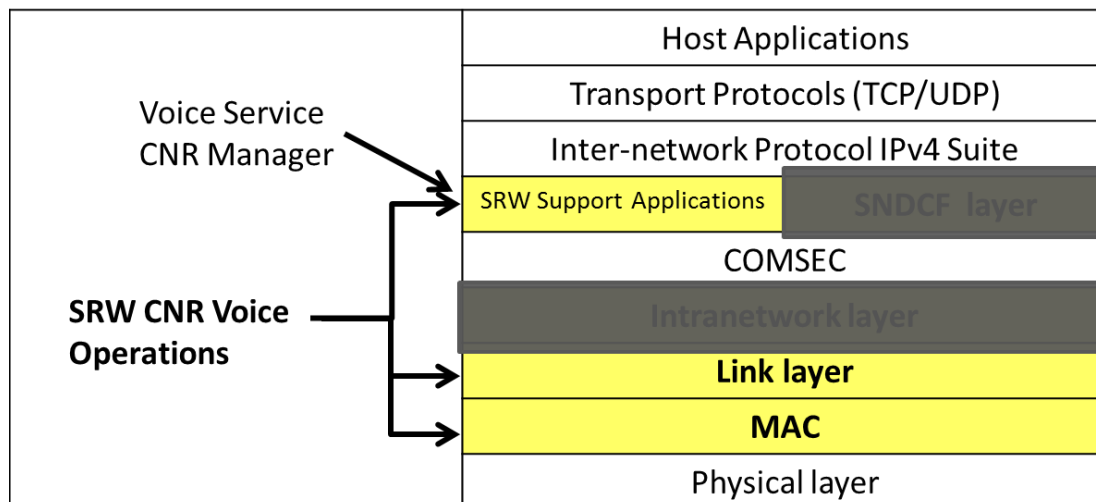 Host Applications
Transport Protocols (TCP/UDP)
Voice Service
CNR Manager
Inter-network Protocol IPv4 Suite
SRW Support Applications
SNDCF layer
COMSEC
SRW CNR Voice
Operations
Intranetwork layer
Link layer
MAC
Physical layer